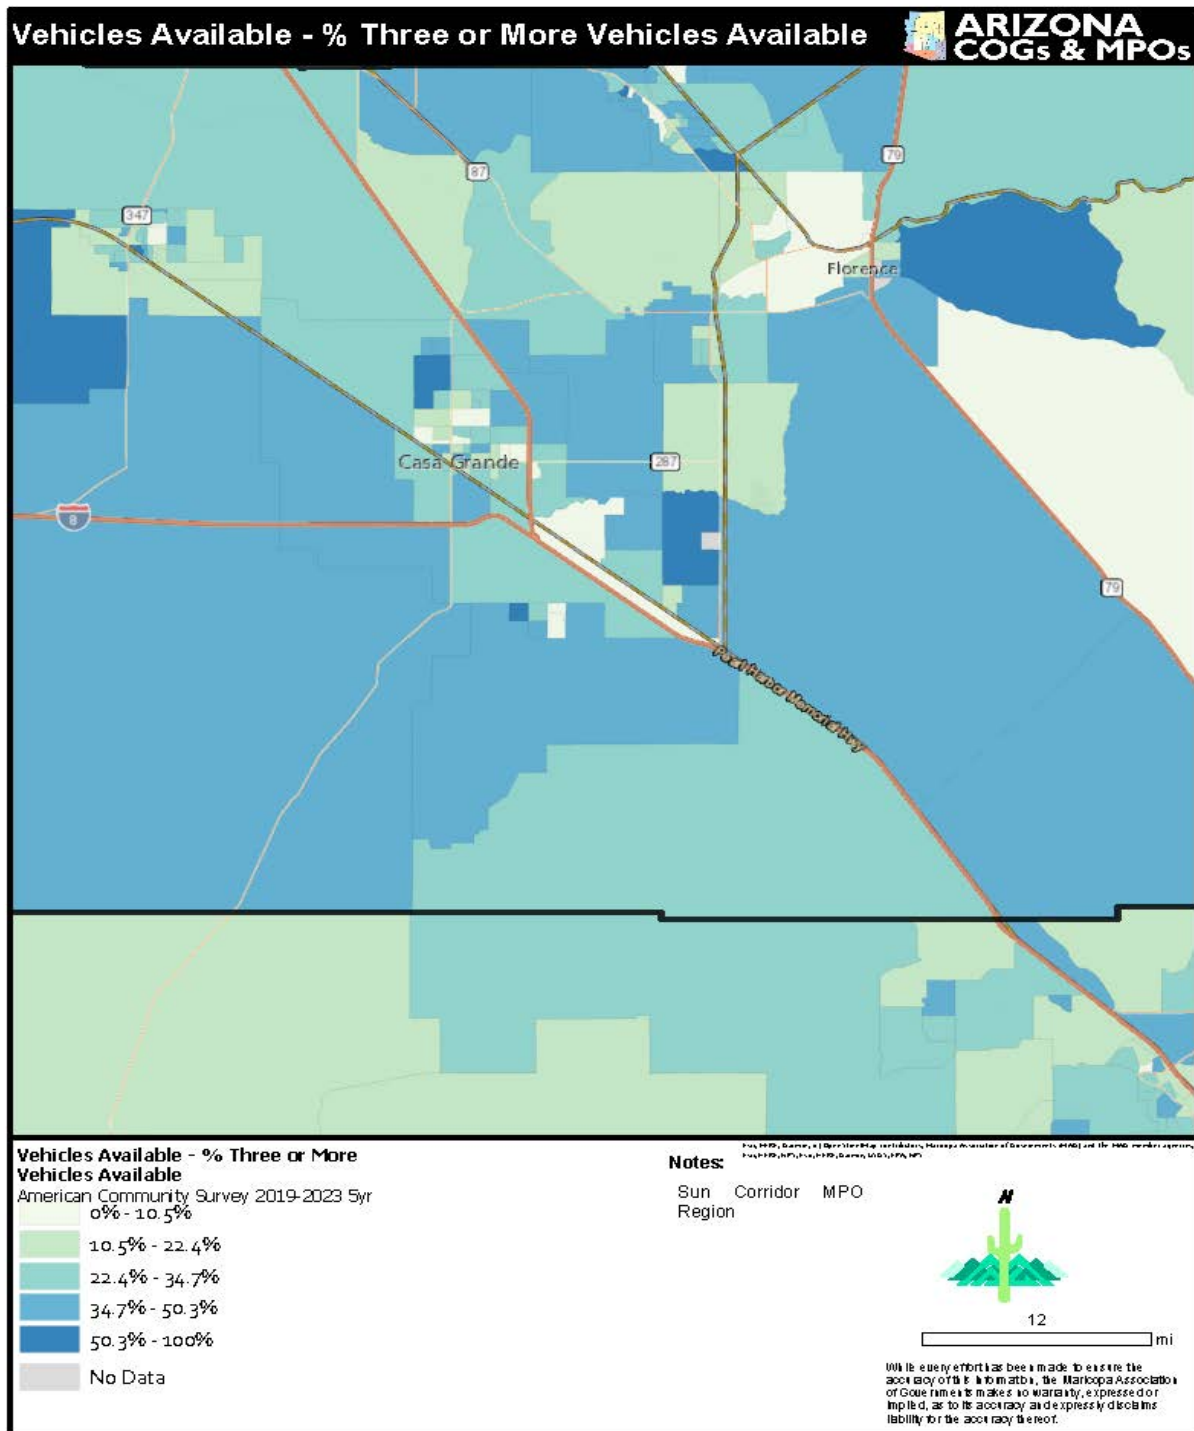 Vehicles Available - % Three or More Vehicles Available
ARIZONA
COGs & MPOs
87
79
347
Florence
Casa Grande
287
8
79
Pearl Harbor Memorial Hwy
Vehicles Available - % Three or More
Vehicles Available
American Community Survey 2019-2023 5yr
0% - 10.5%
10.5% - 22.4%
22.4% - 34.7%
34.7% - 50.3%
50.3% - 100%
No Data
Notes:
Sun Corridor MPO
Region
N
12
mi
While every effort has been made to ensure the
accuracy of this information, the Maricopa Association
of Governments makes no warranty, expressed or
implied, as to its accuracy and expressly disclaims
liability for the accuracy thereof.